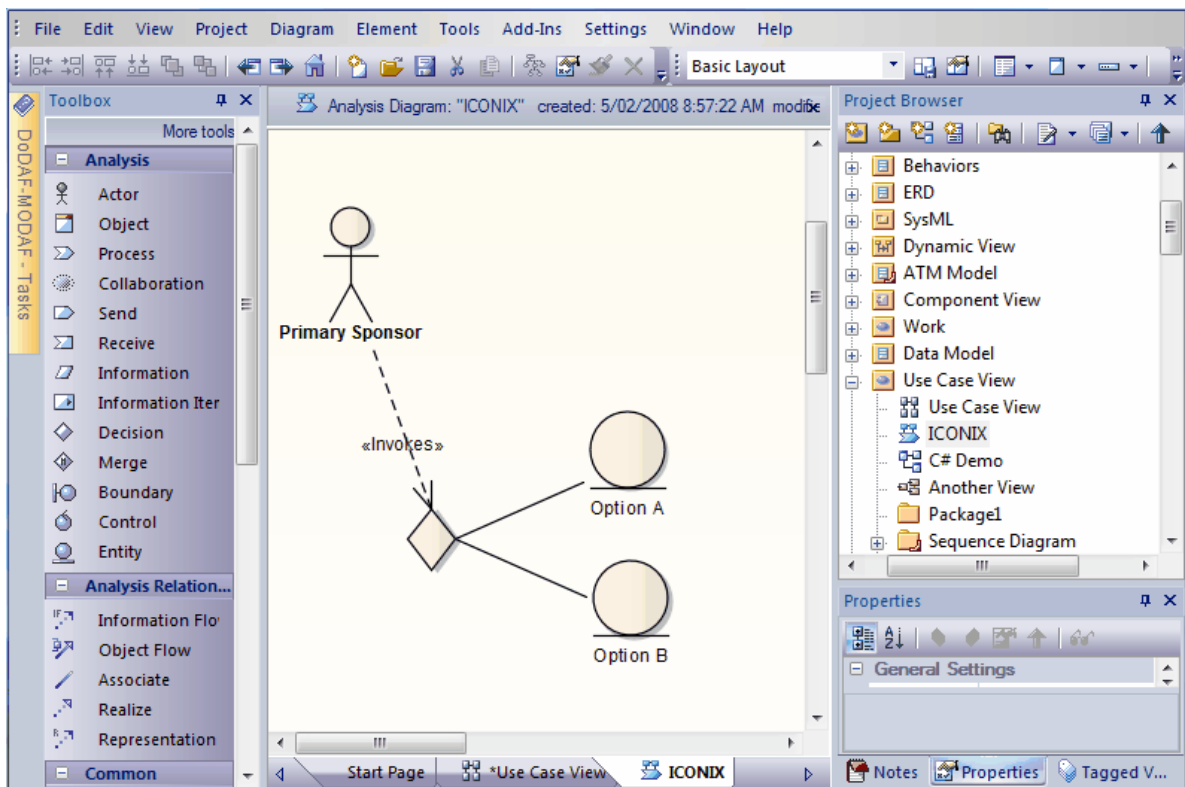 File Edit View Project Diagram Element Tools Add-Ins Settings Window Help
Basic Layout
DoDAF-MODAF - Tasks
Toolbox
More tools
Analysis
Actor
Object
Process
Collaboration
Send
Receive
Information
Information Iter
Decision
Merge
Boundary
Control
Entity
Analysis Relation...
Information Flo
Object Flow
Associate
Realize
Representation
Common
Analysis Diagram: "ICONIX" created: 5/02/2008 8:57:22 AM modifie
Primary Sponsor
«Invokes»
Option A
Option B
Start Page *Use Case View ICONIX
Project Browser
Behaviors
ERD
SysML
Dynamic View
ATM Model
Component View
Work
Data Model
Use Case View
Use Case View
ICONIX
C# Demo
Another View
Package1
Sequence Diagram
Properties
General Settings
Notes Properties Tagged V...